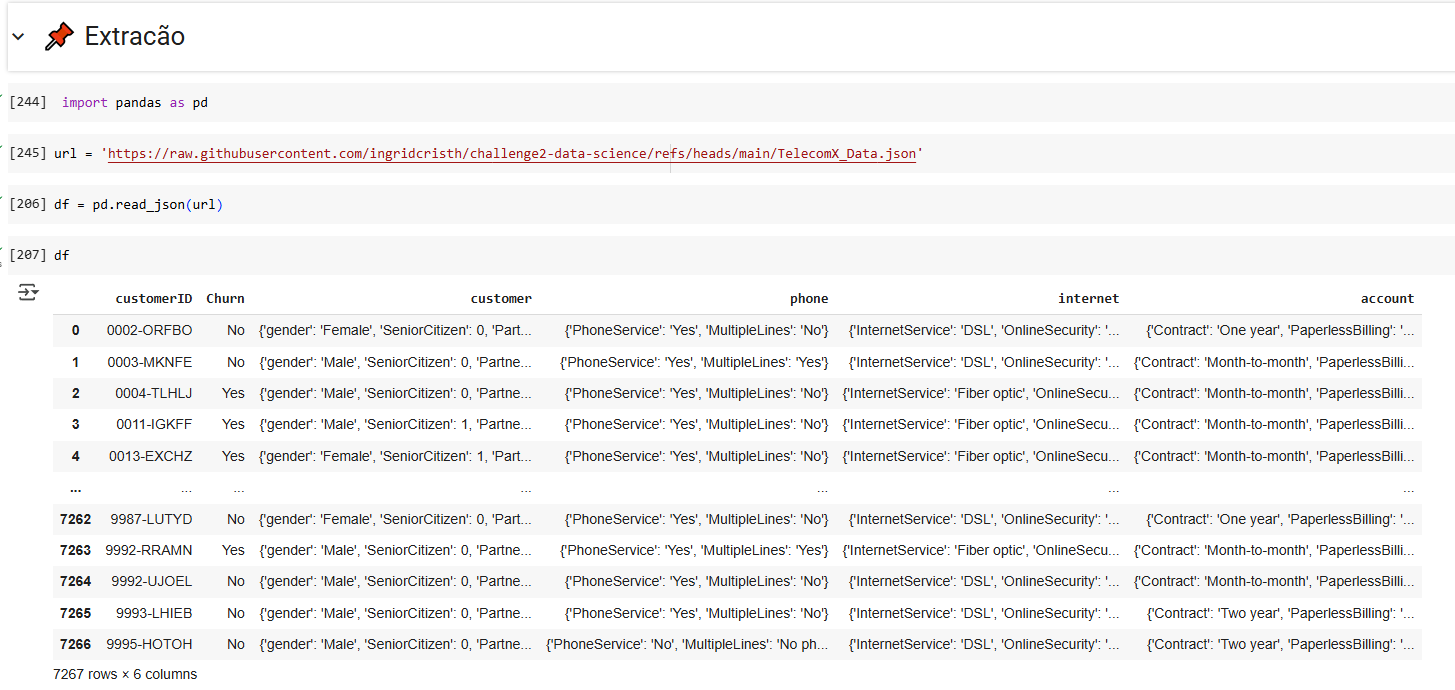 Extracão
[244] import pandas as pd
[245] url = 'https://raw.githubusercontent.com/ingridcristh/challenge2-data-science/refs/heads/main/TelecomX_Data.json'
[206] df = pd.read_json(url)
[207] df
customerID Churn customer phone internet account
0 0002-ORFBO No {'gender': 'Female', 'SeniorCitizen': 0, 'Part... {'PhoneService': 'Yes', 'MultipleLines': 'No'} {'InternetService': 'DSL', 'OnlineSecurity': '... {'Contract': 'One year', 'PaperlessBilling': '...
1 0003-MKNFE No {'gender': 'Male', 'SeniorCitizen': 0, 'Partne... {'PhoneService': 'Yes', 'MultipleLines': 'Yes'} {'InternetService': 'DSL', 'OnlineSecurity': '... {'Contract': 'Month-to-month', 'PaperlessBilli...
2 0004-TLHLJ Yes {'gender': 'Male', 'SeniorCitizen': 0, 'Partne... {'PhoneService': 'Yes', 'MultipleLines': 'No'} {'InternetService': 'Fiber optic', 'OnlineSecu... {'Contract': 'Month-to-month', 'PaperlessBilli...
3 0011-IGKFF Yes {'gender': 'Male', 'SeniorCitizen': 1, 'Partne... {'PhoneService': 'Yes', 'MultipleLines': 'No'} {'InternetService': 'Fiber optic', 'OnlineSecu... {'Contract': 'Month-to-month', 'PaperlessBilli...
4 0013-EXCHZ Yes {'gender': 'Female', 'SeniorCitizen': 1, 'Part... {'PhoneService': 'Yes', 'MultipleLines': 'No'} {'InternetService': 'Fiber optic', 'OnlineSecu... {'Contract': 'Month-to-month', 'PaperlessBilli...
... ... ... ... ... ... ...
7262 9987-LUTYD No {'gender': 'Female', 'SeniorCitizen': 0, 'Part... {'PhoneService': 'Yes', 'MultipleLines': 'No'} {'InternetService': 'DSL', 'OnlineSecurity': '... {'Contract': 'One year', 'PaperlessBilling': '...
7263 9992-RRAMN Yes {'gender': 'Male', 'SeniorCitizen': 0, 'Partne... {'PhoneService': 'Yes', 'MultipleLines': 'Yes'} {'InternetService': 'Fiber optic', 'OnlineSecu... {'Contract': 'Month-to-month', 'PaperlessBilli...
7264 9992-UJOEL No {'gender': 'Male', 'SeniorCitizen': 0, 'Partne... {'PhoneService': 'Yes', 'MultipleLines': 'No'} {'InternetService': 'DSL', 'OnlineSecurity': '... {'Contract': 'Month-to-month', 'PaperlessBilli...
7265 9993-LHIEB No {'gender': 'Male', 'SeniorCitizen': 0, 'Partne... {'PhoneService': 'Yes', 'MultipleLines': 'No'} {'InternetService': 'DSL', 'OnlineSecurity': '... {'Contract': 'Two year', 'PaperlessBilling': '...
7266 9995-HOTOH No {'gender': 'Male', 'SeniorCitizen': 0, 'Partne... {'PhoneService': 'No', 'MultipleLines': 'No ph... {'InternetService': 'DSL', 'OnlineSecurity': '... {'Contract': 'Two year', 'PaperlessBilling': '...
7267 rows × 6 columns